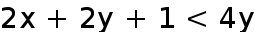 2x + 2y + 1 < 4y